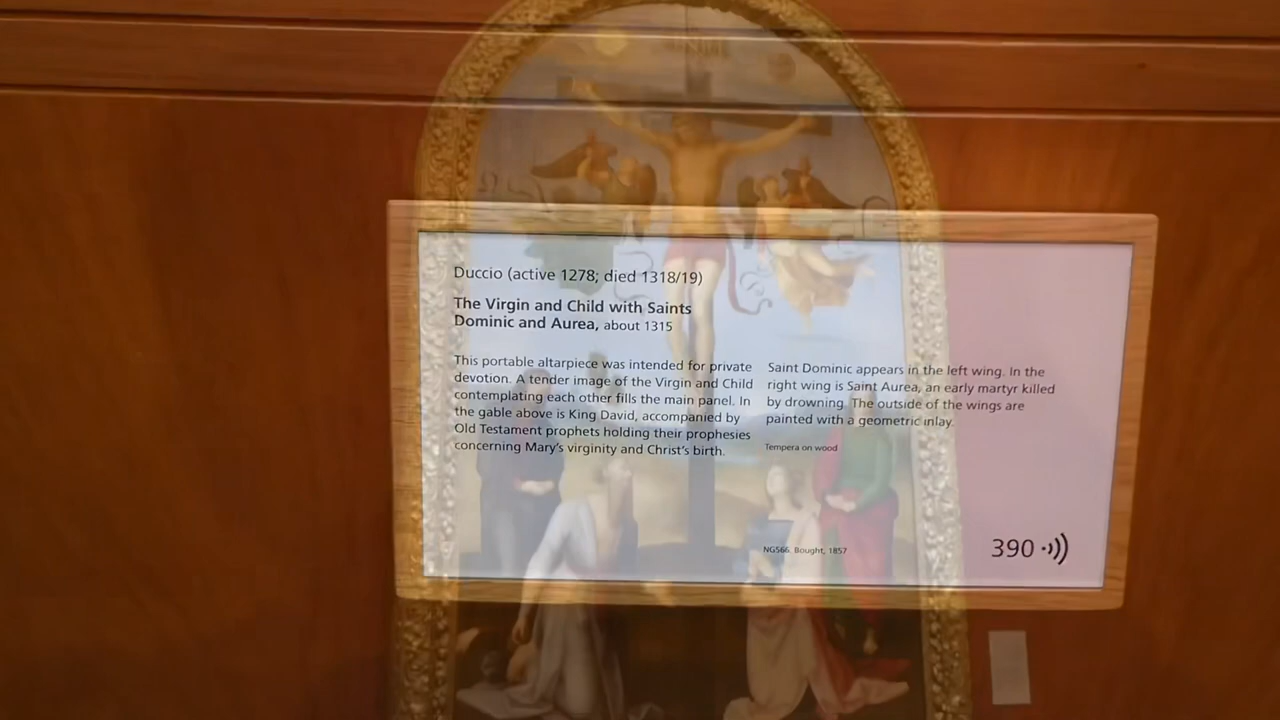 Duccio (active 1278; died 1318/19)
The Virgin and Child with Saints
Dominic and Aurea, about 1315
This portable altarpiece was intended for private
devotion. A tender image of the Virgin and Child
contemplating each other fills the main panel. In
the gable above is King David, accompanied by
Old Testament prophets holding their prophesies
concerning Mary's virginity and Christ's birth.
Saint Dominic appears in the left wing. In the
right wing is Saint Aurea, an early martyr killed
by drowning. The outside of the wings are
painted with a geometric inlay.
Tempera on wood
NG566. Bought, 1857
390